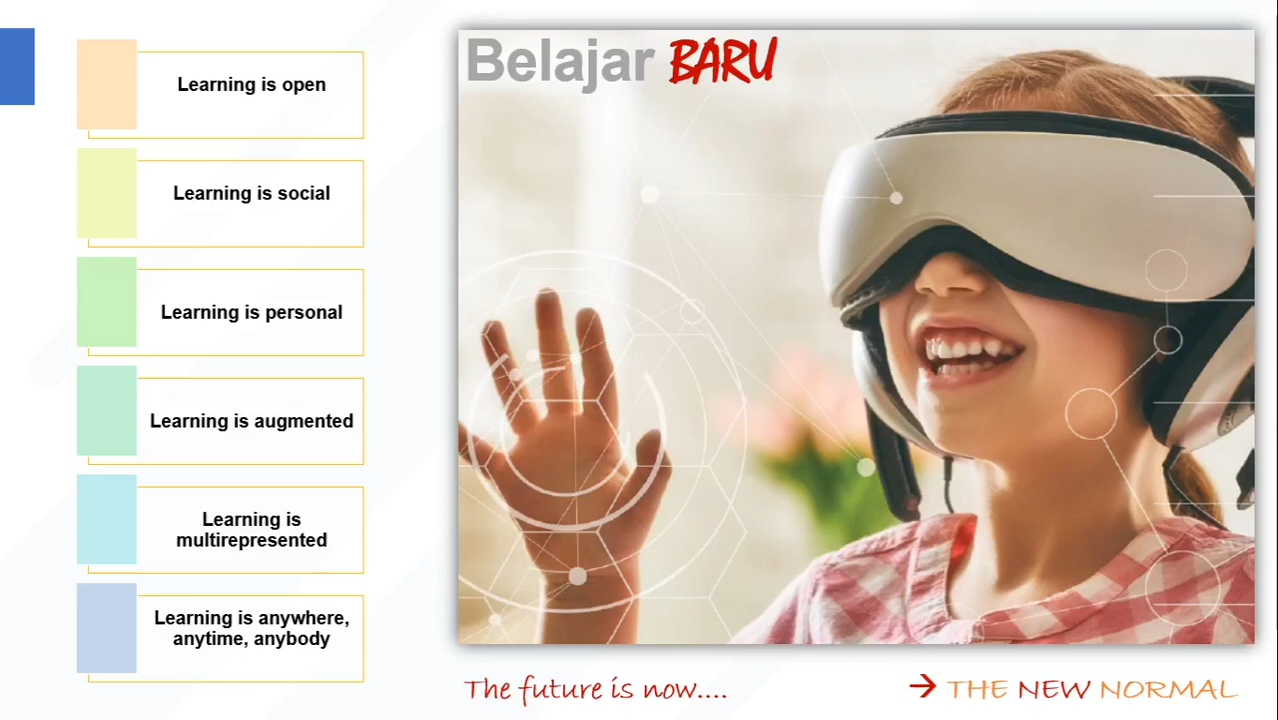 Learning is open
Learning is social
Learning is personal
Learning is augmented
Learning is
multirepresented
Learning is anywhere,
anytime, anybody
Belajar BARU
The future is now....
→ THE NEW NORMAL